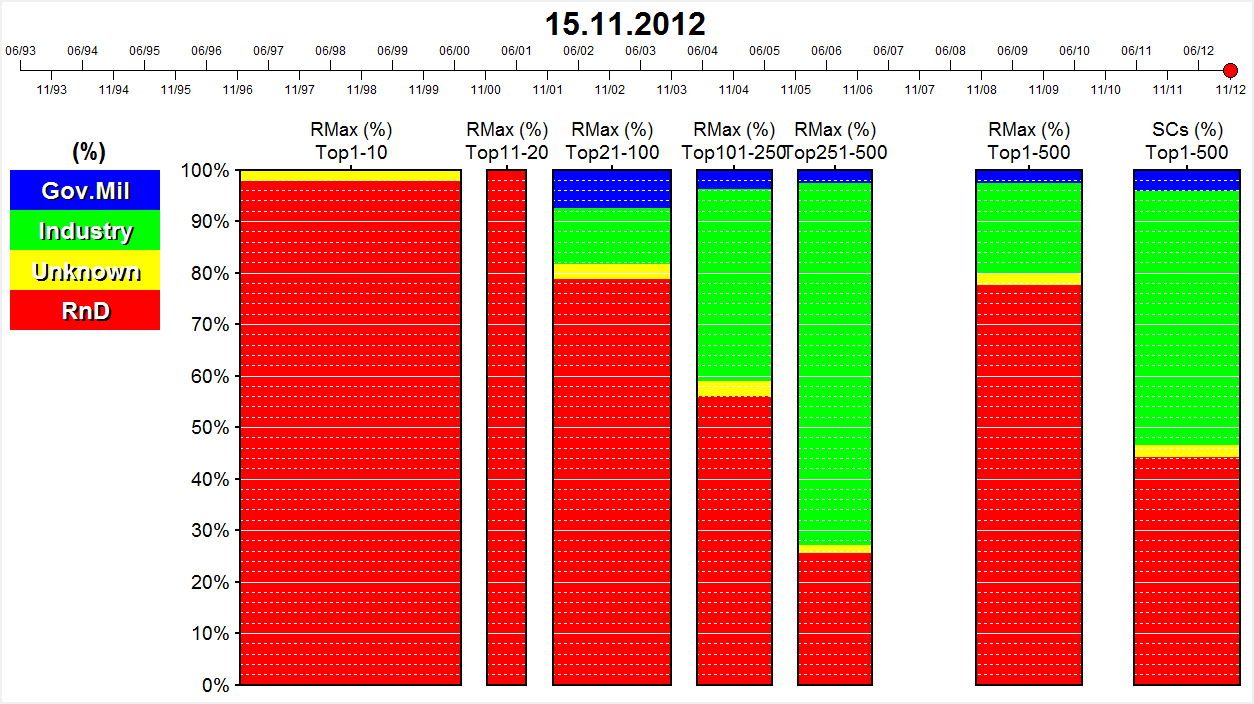 15.11.2012
06/93 06/94 06/95 06/96 06/97 06/98 06/99 06/00 06/01 06/02 06/03 06/04 06/05 06/06 06/07 06/08 06/09 06/10 06/11 06/12
11/93 11/94 11/95 11/96 11/97 11/98 11/99 11/00 11/01 11/02 11/03 11/04 11/05 11/06 11/07 11/08 11/09 11/10 11/11 11/12
RMax (%) RMax (%) RMax (%) RMax (%) RMax (%) RMax (%) SCs (%)
Top1-10 Top11-20 Top21-100 Top101-250 Top251-500 Top1-500 Top1-500
(%)
Gov.Mil
Industry
Unknown
RnD
100%
90%
80%
70%
60%
50%
40%
30%
20%
10%
0%